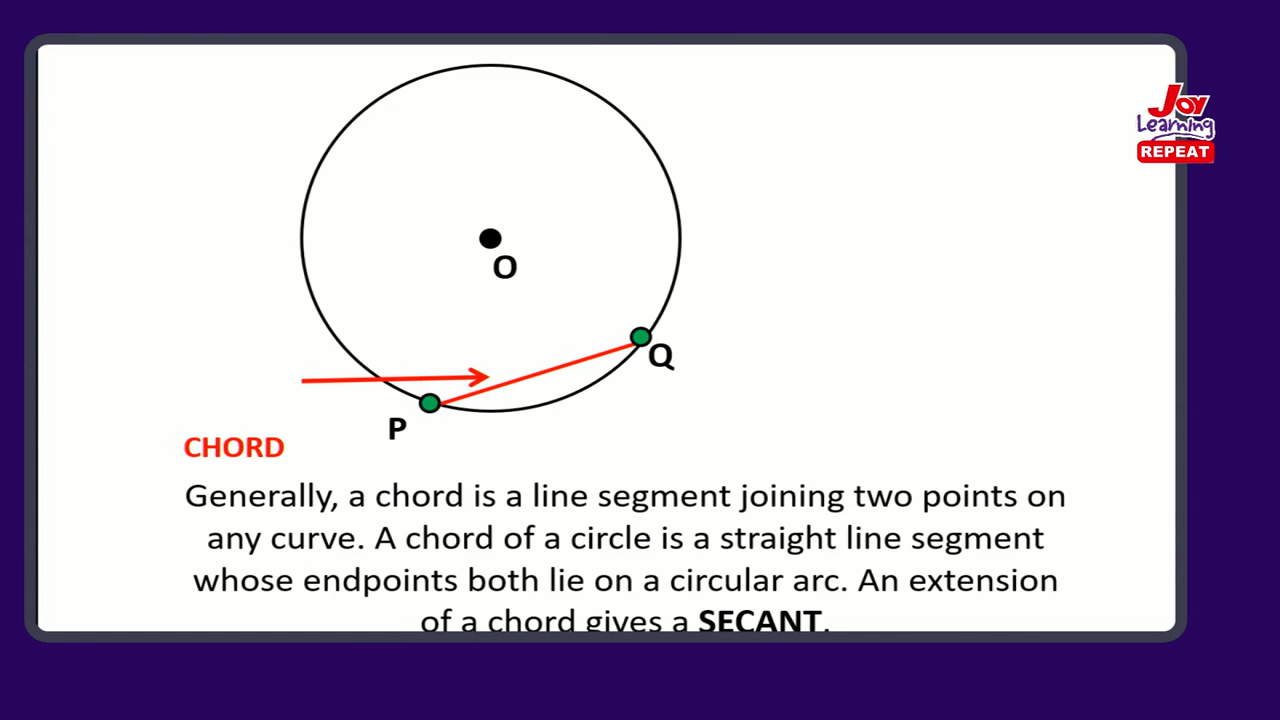 Joy
Learning
REPEAT
O
Q
P
CHORD
Generally, a chord is a line segment joining two points on
any curve. A chord of a circle is a straight line segment
whose endpoints both lie on a circular arc. An extension
of a chord gives a SECANT.